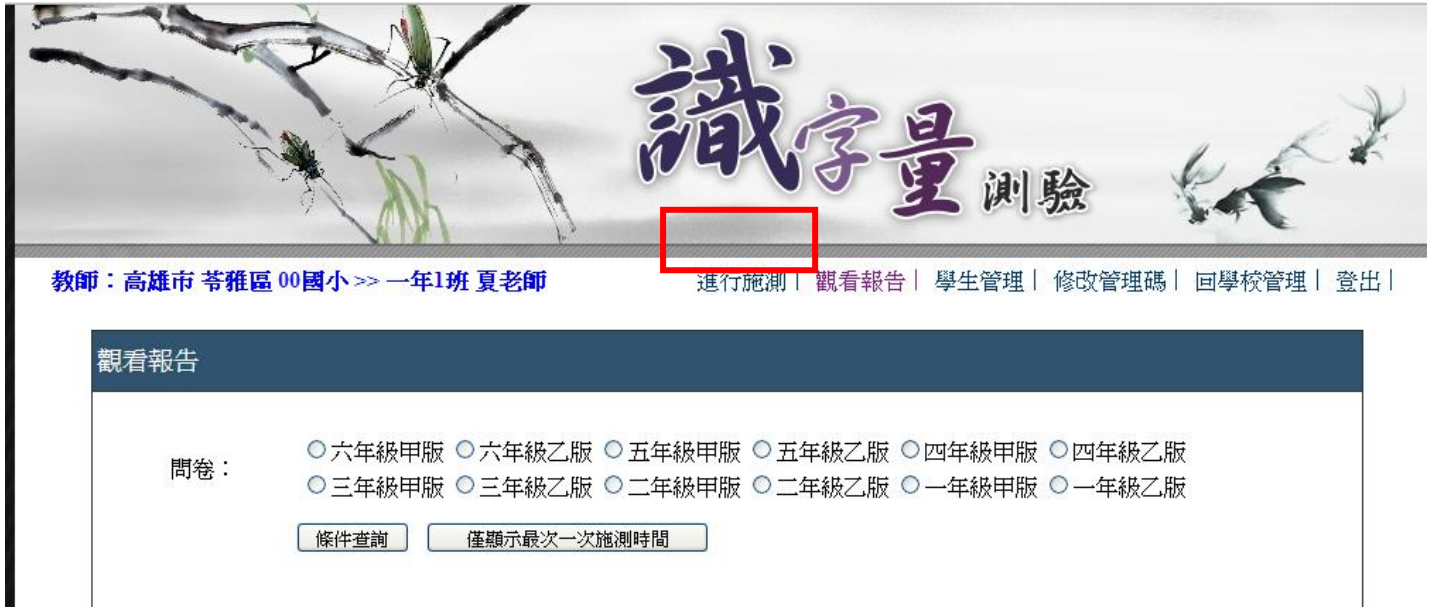 識字量測驗
教師：高雄市 苓雅區 00國小 >> 一年1班 夏老師
進行施測｜ 觀看報告｜ 學生管理｜ 修改管理碼｜ 回學校管理｜ 登出｜
觀看報告
問卷：
六年級甲版 六年級乙版 五年級甲版 五年級乙版 四年級甲版 四年級乙版
三年級甲版 三年級乙版 二年級甲版 二年級乙版 一年級甲版 一年級乙版
條件查詢 僅顯示最次一次施測時間